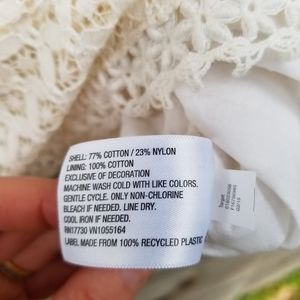 SHELL: 77% COTTON / 23% NYLON
LINING: 100% COTTON
EXCLUSIVE OF DECORATION
MACHINE WASH COLD WITH LIKE COLORS.
GENTLE CYCLE. ONLY NON-CHLORINE
BLEACH IF NEEDED. LINE DRY.
COOL IRON IF NEEDED.
RN17730 VN1055164
LABEL MADE FROM 100% RECYCLED PLASTIC
Target